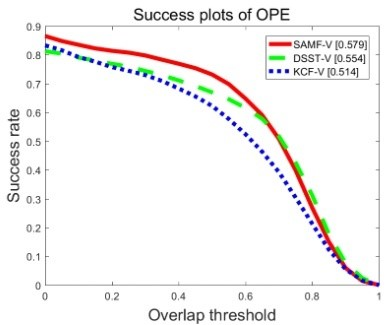 Success plots of OPE
SAMF-V [0.579]
DSST-V [0.554]
KCF-V [0.514]
Success rate
0.9
0.8
0.7
0.6
0.5
0.4
0.3
0.2
0.1
0
0 0.2 0.4 0.6 0.8 1
Overlap threshold